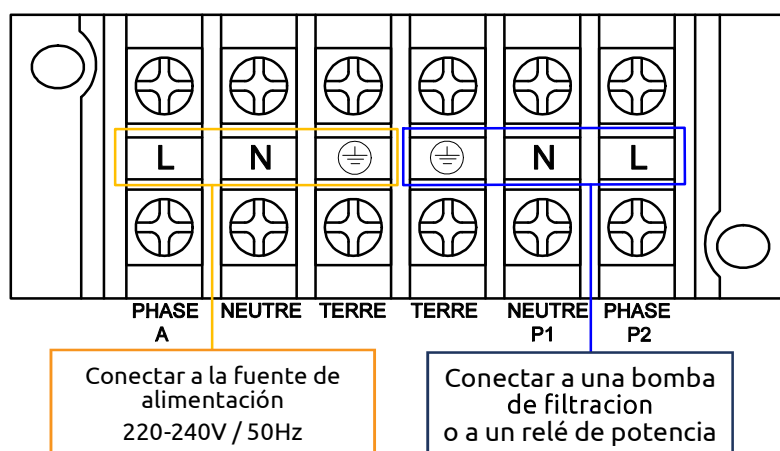 L N N L
PHASE NEUTRE TERRE TERRE NEUTRE PHASE
A P1 P2
Conectar a la fuente de
alimentación
220-240V / 50Hz
Conectar a una bomba
de filtracion
o a un relé de potencia